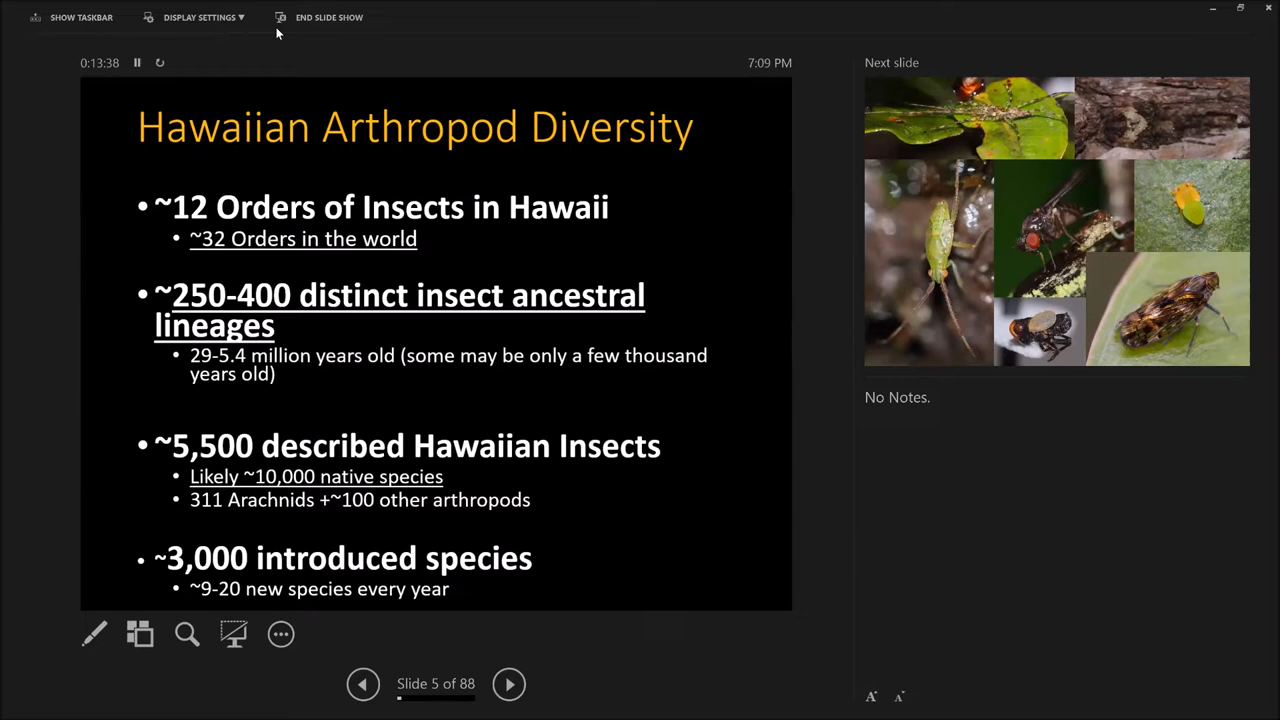 SHOW TASKBAR
DISPLAY SETTINGS ▼
END SLIDE SHOW
0:13:38
7:09 PM
Next slide
Hawaiian Arthropod Diversity
• ~12 Orders of Insects in Hawaii
• ~32 Orders in the world
• ~250-400 distinct insect ancestral
lineages
• 29-5.4 million years old (some may be only a few thousand
years old)
• ~5,500 described Hawaiian Insects
• Likely ~10,000 native species
• 311 Arachnids +~100 other arthropods
• ~3,000 introduced species
• ~9-20 new species every year
No Notes.
Slide 5 of 88
A A